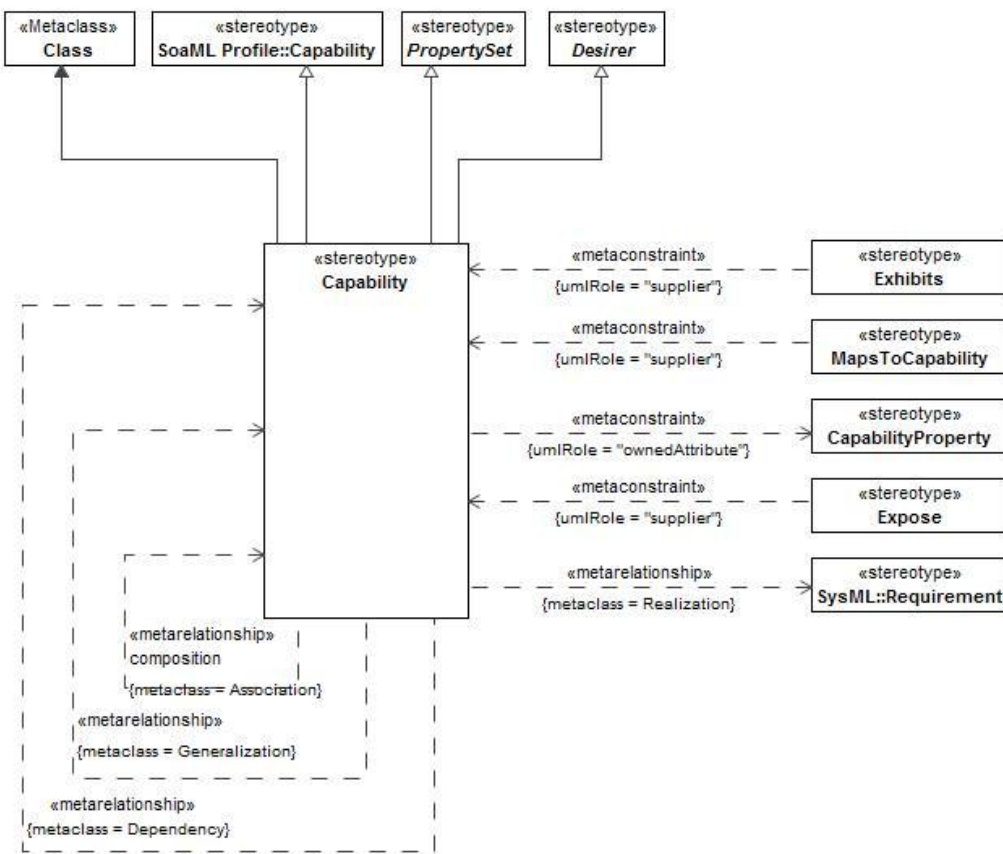 «Metaclass»
Class
«stereotype»
SoaML Profile::Capability
«stereotype»
PropertySet
«stereotype»
Desirer
«stereotype»
Capability
«metaconstraint»
{umlRole = "supplier"}
«stereotype»
Exhibits
«metaconstraint»
{umlRole = "supplier"}
«stereotype»
MapsToCapability
«metaconstraint»
{umlRole = "ownedAttribute"}
«stereotype»
CapabilityProperty
«metaconstraint»
{umlRole = "supplier"}
«stereotype»
Expose
«metarelationship»
{metaclass = Realization}
«stereotype»
SysML::Requirement
«metarelationship»
composition
{metaclass = Association}
«metarelationship»
{metaclass = Generalization}
«metarelationship»
{metaclass = Dependency}